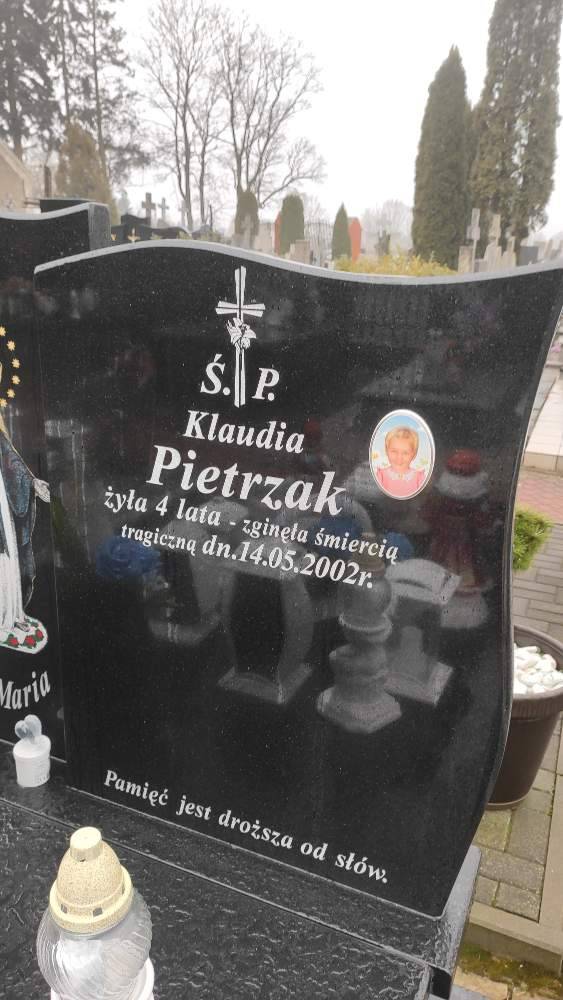 Ś. P.
Klaudia
Pietrzak
żyła 4 lata - zginęła śmiercią
tragiczną dn.14.05.2002r.
Maria
Pamięć jest droższa od słów.